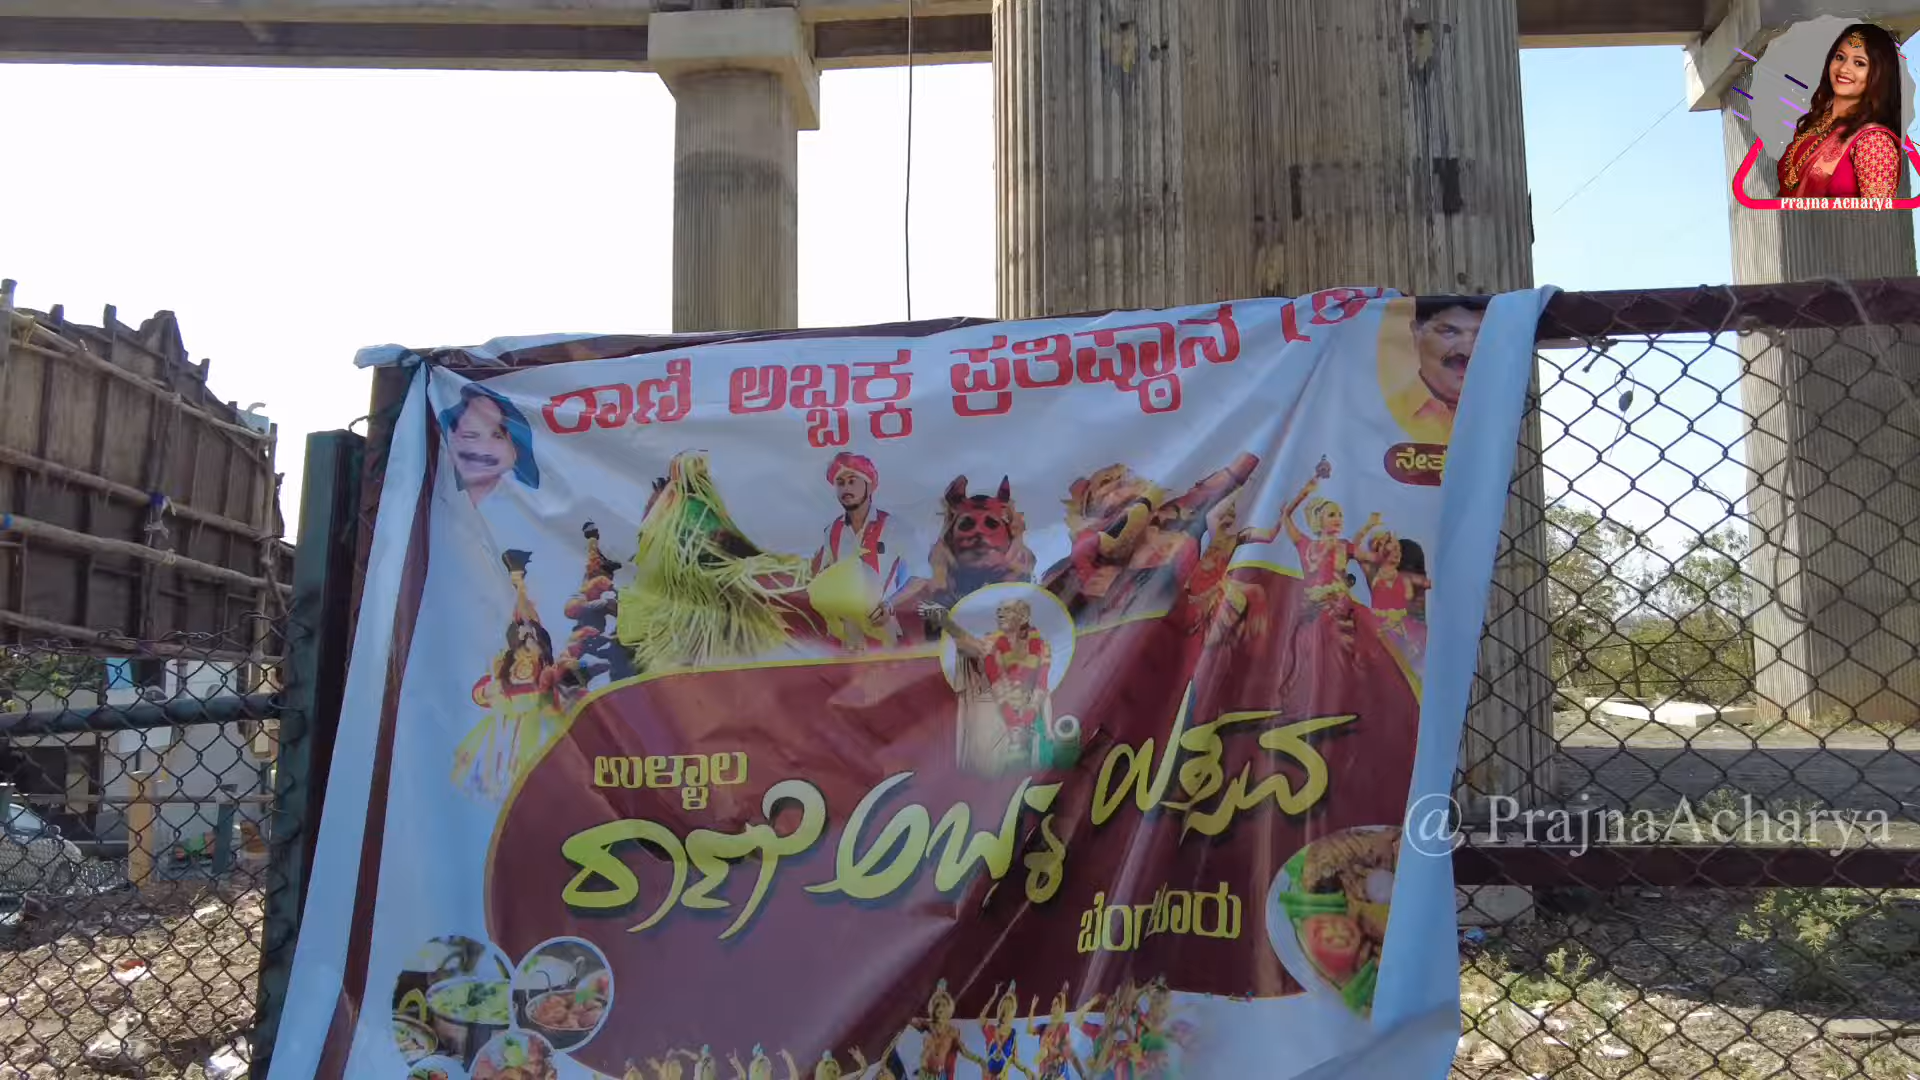 Prajna Acharya
ರಾಣಿ ಅಬ್ಬಕ್ಕ ಪ್ರತಿಷ್ಠಾನ
ಉಳ್ಳಾಲ
ರಾಣಿ ಅಬ್ಬಕ್ಕ ಉತ್ಸವ
ಬೆಂಗಳೂರು
@ PrajnaAcharya